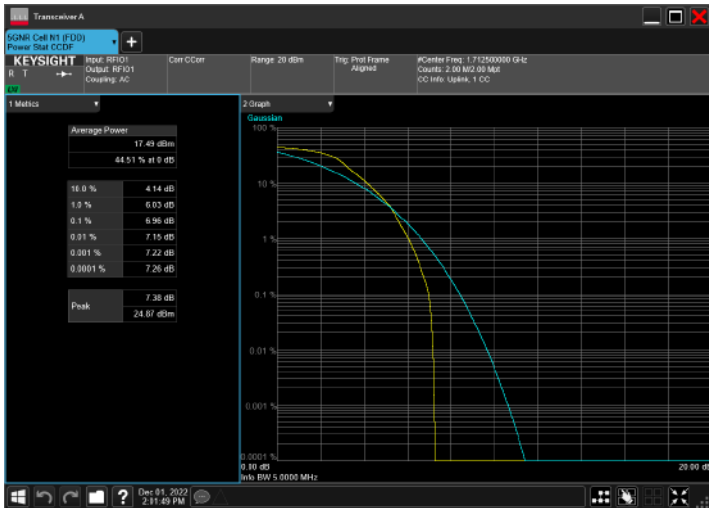 Transceiver A
5GNR Cell N1 (FDD)
Power Stat CCDF
KEYSIGHT
R T
Input: RFIO1
Output: RFIO1
Coupling: AC
Corr CCorr
Range: 20 dBm
Trig: Prot Frame
Aligned
#Center Freq: 1.712500000 GHz
Counts: 2.00 M/2.00 Mpt
CC Info: Uplink, 1 CC
1 Metrics
2 Graph
Average Power
17.49 dBm
44.51 % at 0 dB
10.0 % 4.14 dB
1.0 % 6.03 dB
0.1 % 6.96 dB
0.01 % 7.15 dB
0.001 % 7.22 dB
0.0001 % 7.26 dB
Peak
7.38 dB
24.87 dBm
Gaussian
100 %
10 %
1 %
0.1 %
0.01 %
0.001 %
0.0001 %
0.00 dB
20.00 dB
Info BW 5.0000 MHz
?
Dec 01, 2022
2:31:49 PM